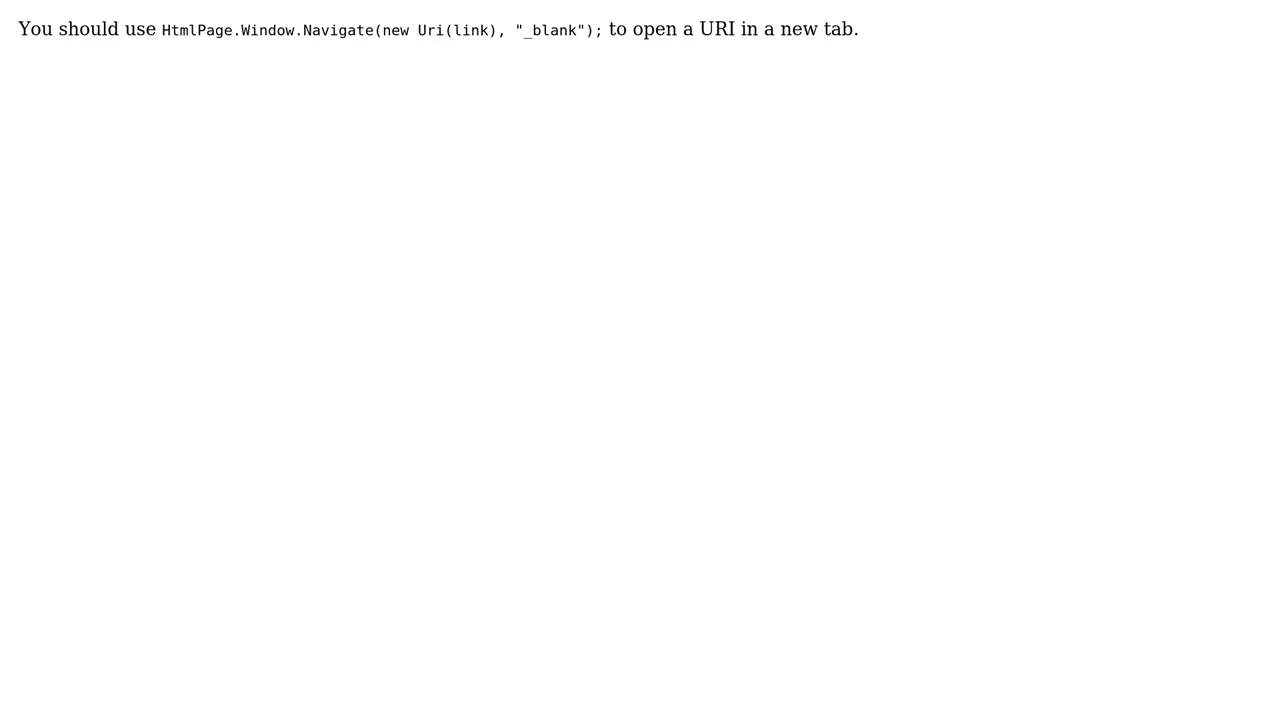 You should use HtmlPage.Window.Navigate(new Uri(link), "_blank"); to open a URI in a new tab.